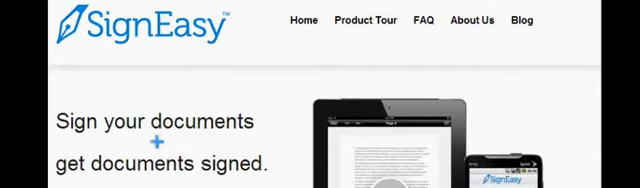 SignEasy™
Home Product Tour FAQ About Us Blog
Sign your documents
+
get documents signed.
SignEasy